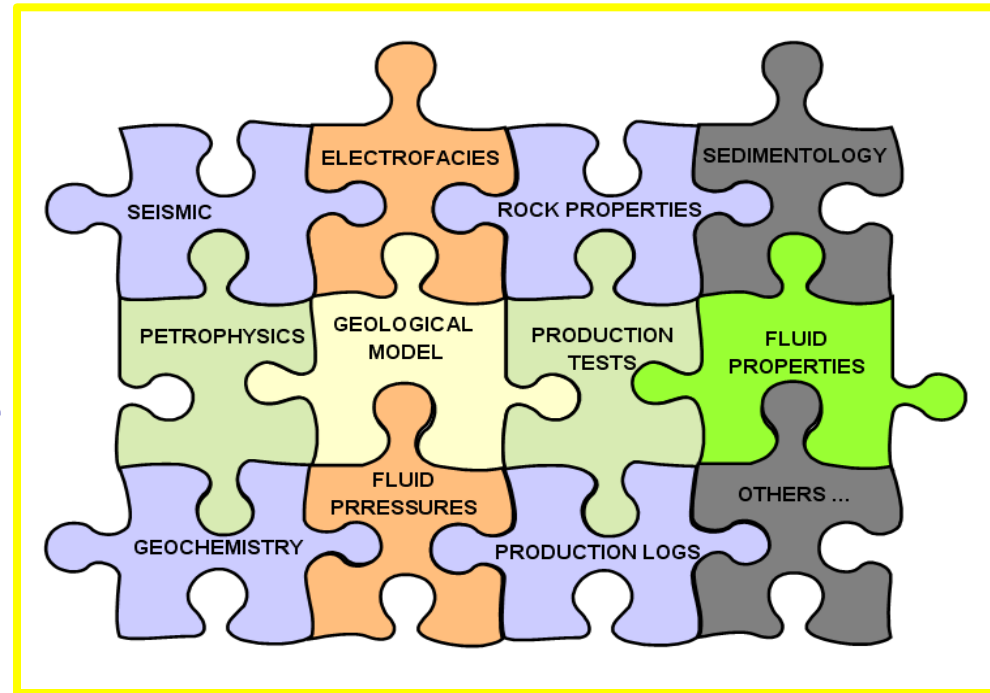 ELECTROFACIES
SEDIMENTOLOGY
SEISMIC
ROCK PROPERTIES
PETROPHYSICS
GEOLOGICAL
MODEL
PRODUCTION
TESTS
FLUID
PROPERTIES
FLUID
PRRESSURES
OTHERS ...
GEOCHEMISTRY
PRODUCTION LOGS